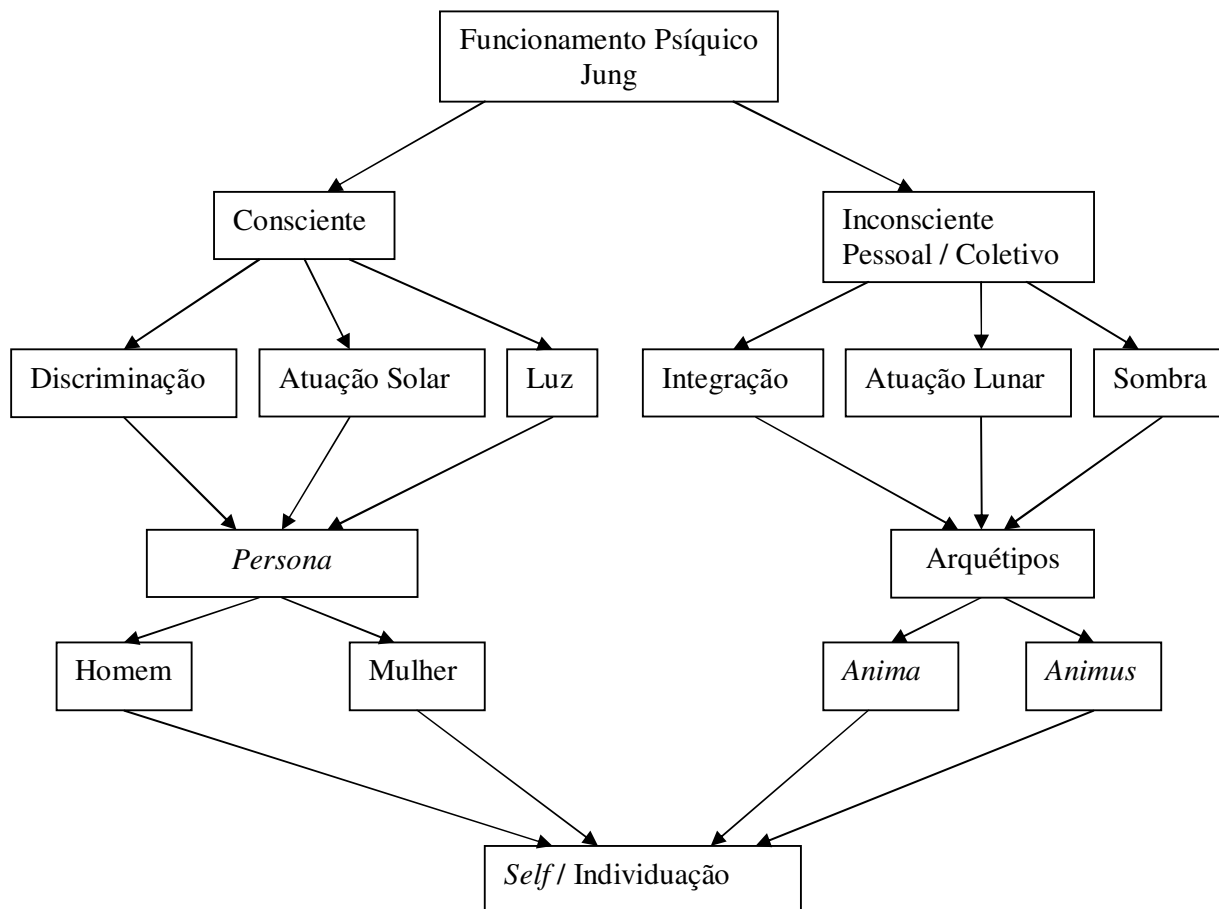 Funcionamento Psíquico
Jung
Consciente
Inconsciente
Pessoal / Coletivo
Discriminação
Atuação Solar
Luz
Integração
Atuação Lunar
Sombra
Persona
Arquétipos
Homem
Mulher
Anima
Animus
Self / Individuação